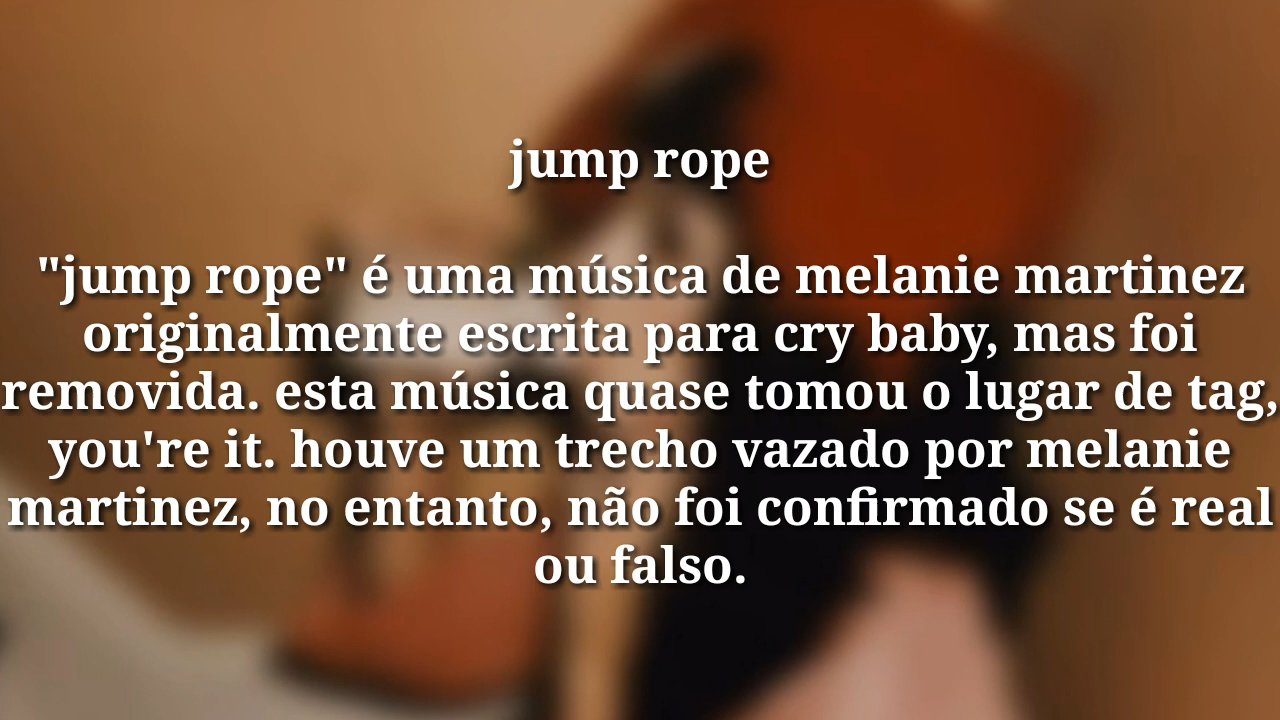 jump rope
"jump rope" é uma música de melanie martinez
originalmente escrita para cry baby, mas foi
removida. esta música quase tomou o lugar de tag,
you're it. houve um trecho vazado por melanie
martinez, no entanto, não foi confirmado se é real
ou falso.